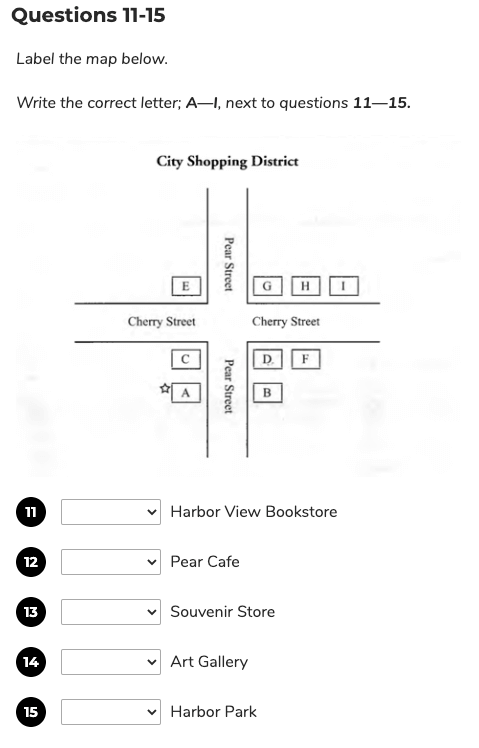 Questions 11-15
Label the map below.
Write the correct letter; A—I, next to questions 11—15.
City Shopping District
Pear Street
E
G H I
Cherry Street Cherry Street
C
D. F
Pear Street
A
B
11 Harbor View Bookstore
12 Pear Cafe
13 Souvenir Store
14 Art Gallery
15 Harbor Park